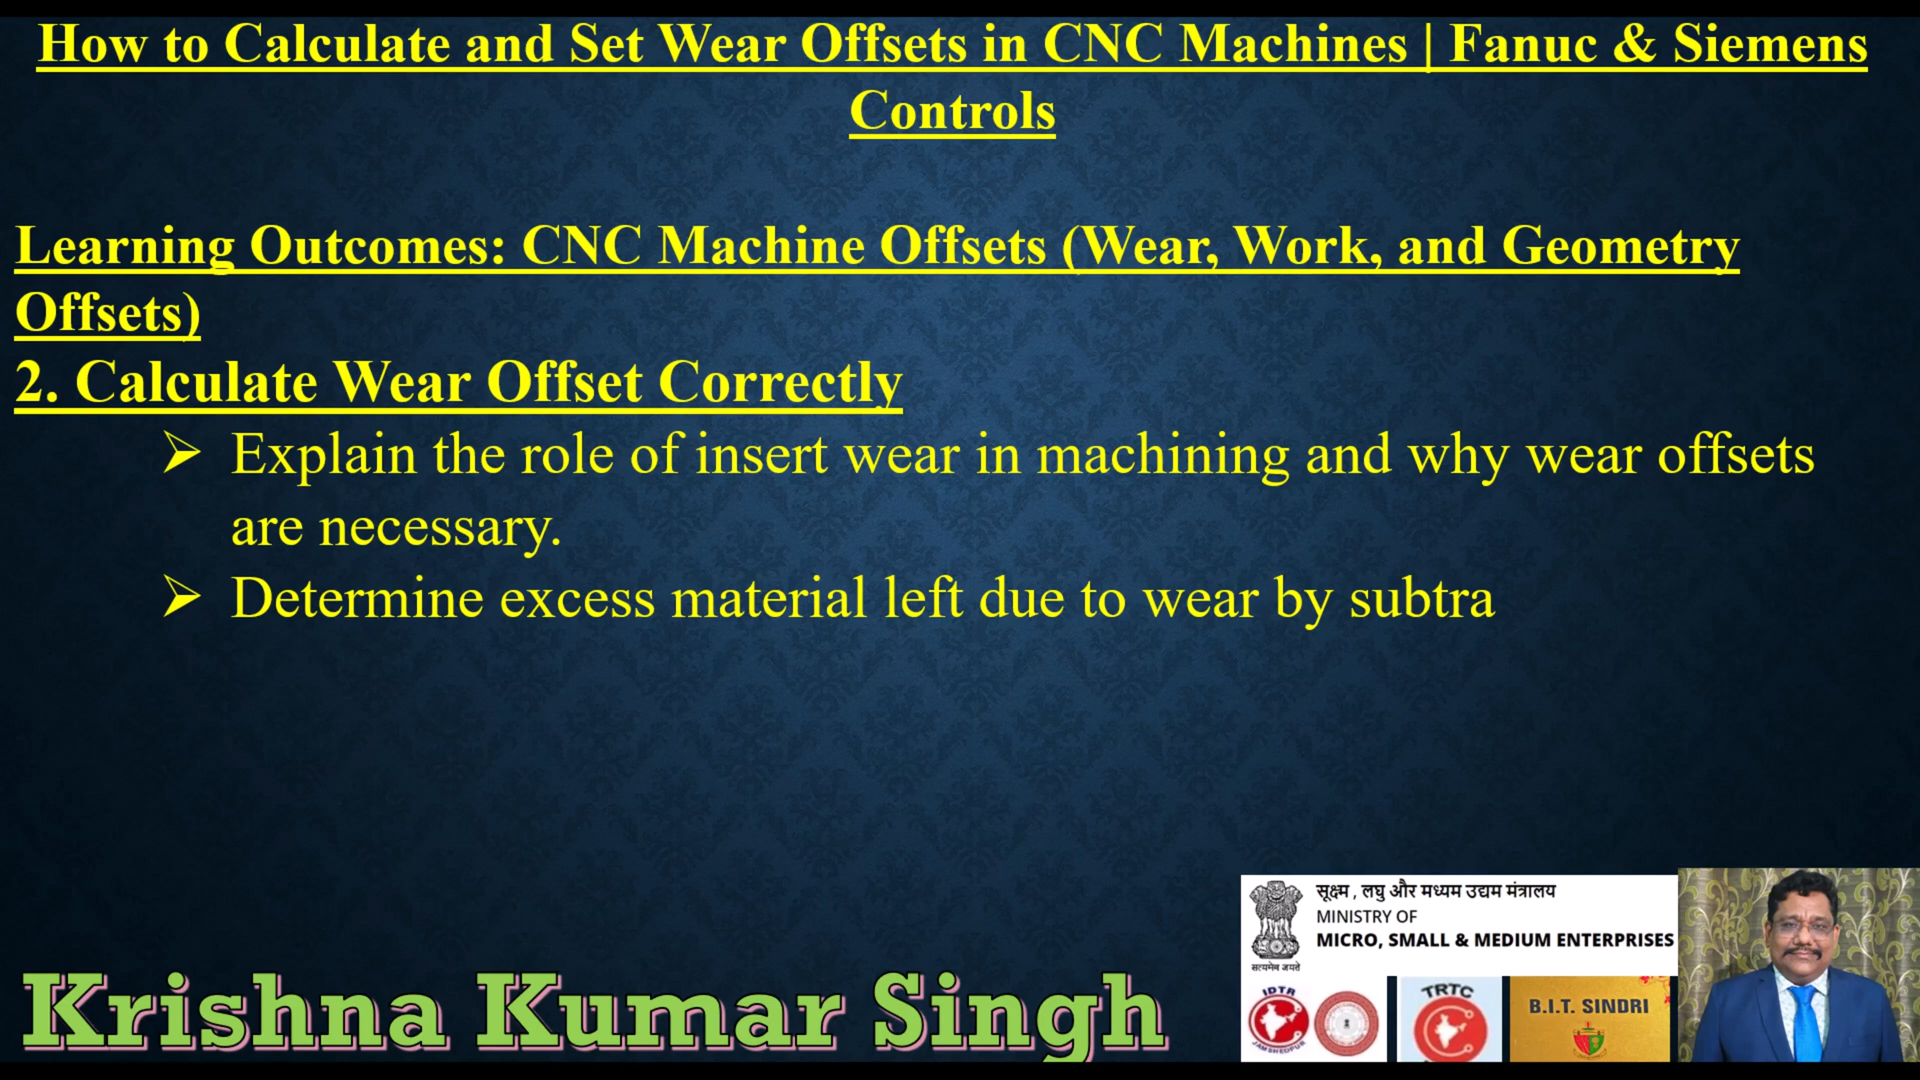 How to Calculate and Set Wear Offsets in CNC Machines | Fanuc & Siemens
Controls
Learning Outcomes: CNC Machine Offsets (Wear, Work, and Geometry
Offsets)
2. Calculate Wear Offset Correctly
Explain the role of insert wear in machining and why wear offsets
are necessary.
Determine excess material left due to wear by subtra
सूक्ष्म , लघु और मध्यम उद्यम मंत्रालय
MINISTRY OF
MICRO, SMALL & MEDIUM ENTERPRISES
सत्यमेव जयते
Krishna Kumar Singh
IDTR
JAMSHEDPUR
TRTC
B.I.T. SINDRI